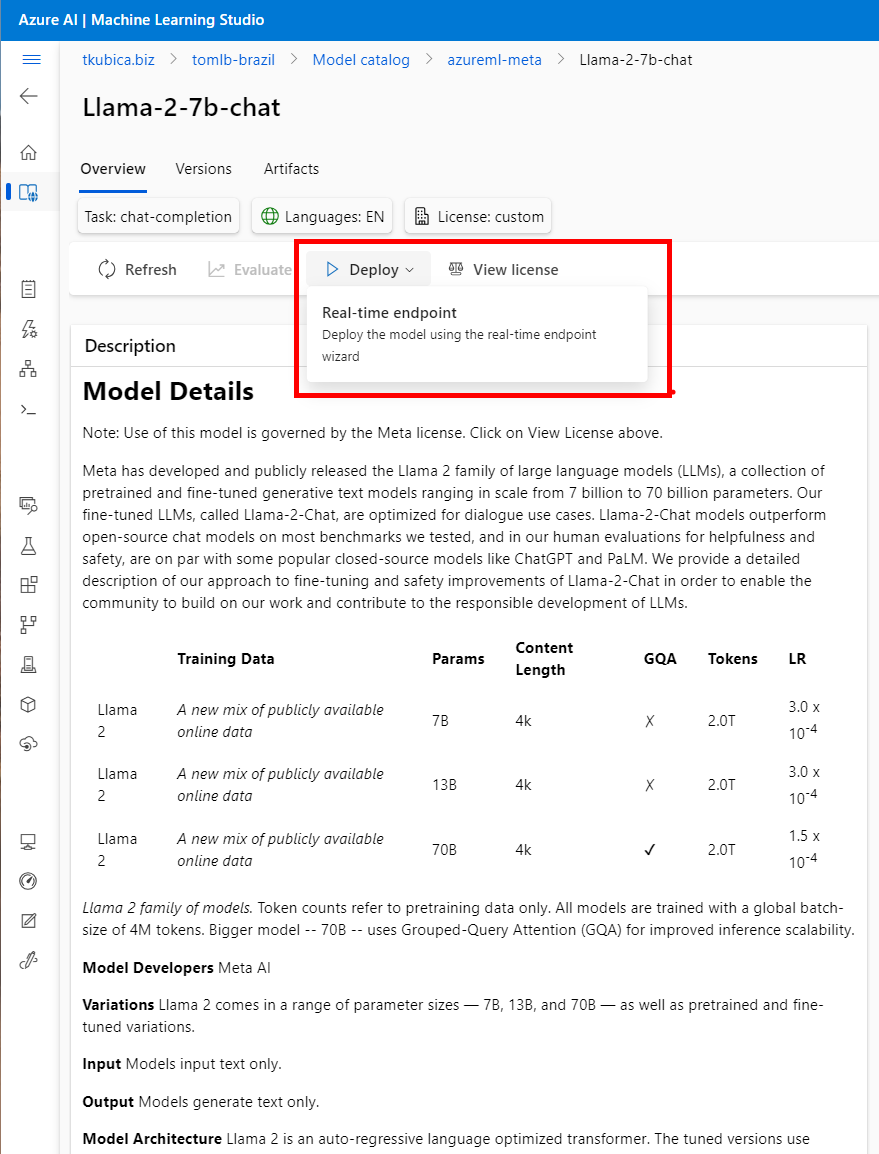 Azure AI | Machine Learning Studio
tkubica.biz > tomlb-brazil > Model catalog > azureml-meta > Llama-2-7b-chat
Llama-2-7b-chat
Overview Versions Artifacts
Task: chat-completion Languages: EN License: custom
Refresh Evaluate Deploy View license
Real-time endpoint
Deploy the model using the real-time endpoint
wizard
Description
Model Details
Note: Use of this model is governed by the Meta license. Click on View License above.
Meta has developed and publicly released the Llama 2 family of large language models (LLMs), a collection of
pretrained and fine-tuned generative text models ranging in scale from 7 billion to 70 billion parameters. Our
fine-tuned LLMs, called Llama-2-Chat, are optimized for dialogue use cases. Llama-2-Chat models outperform
open-source chat models on most benchmarks we tested, and in our human evaluations for helpfulness and
safety, are on par with some popular closed-source models like ChatGPT and PaLM. We provide a detailed
description of our approach to fine-tuning and safety improvements of Llama-2-Chat in order to enable the
community to build on our work and contribute to the responsible development of LLMs.
Training Data Params Content Length GQA Tokens LR
Llama 2 A new mix of publicly available online data 7B 4k ✗ 2.0T 3.0 x 10-4
Llama 2 A new mix of publicly available online data 13B 4k ✗ 2.0T 3.0 x 10-4
Llama 2 A new mix of publicly available online data 70B 4k ✓ 2.0T 1.5 x 10-4
Llama 2 family of models. Token counts refer to pretraining data only. All models are trained with a global batch-
size of 4M tokens. Bigger model -- 70B -- uses Grouped-Query Attention (GQA) for improved inference scalability.
Model Developers Meta AI
Variations Llama 2 comes in a range of parameter sizes — 7B, 13B, and 70B — as well as pretrained and fine-
tuned variations.
Input Models input text only.
Output Models generate text only.
Model Architecture Llama 2 is an auto-regressive language optimized transformer. The tuned versions use